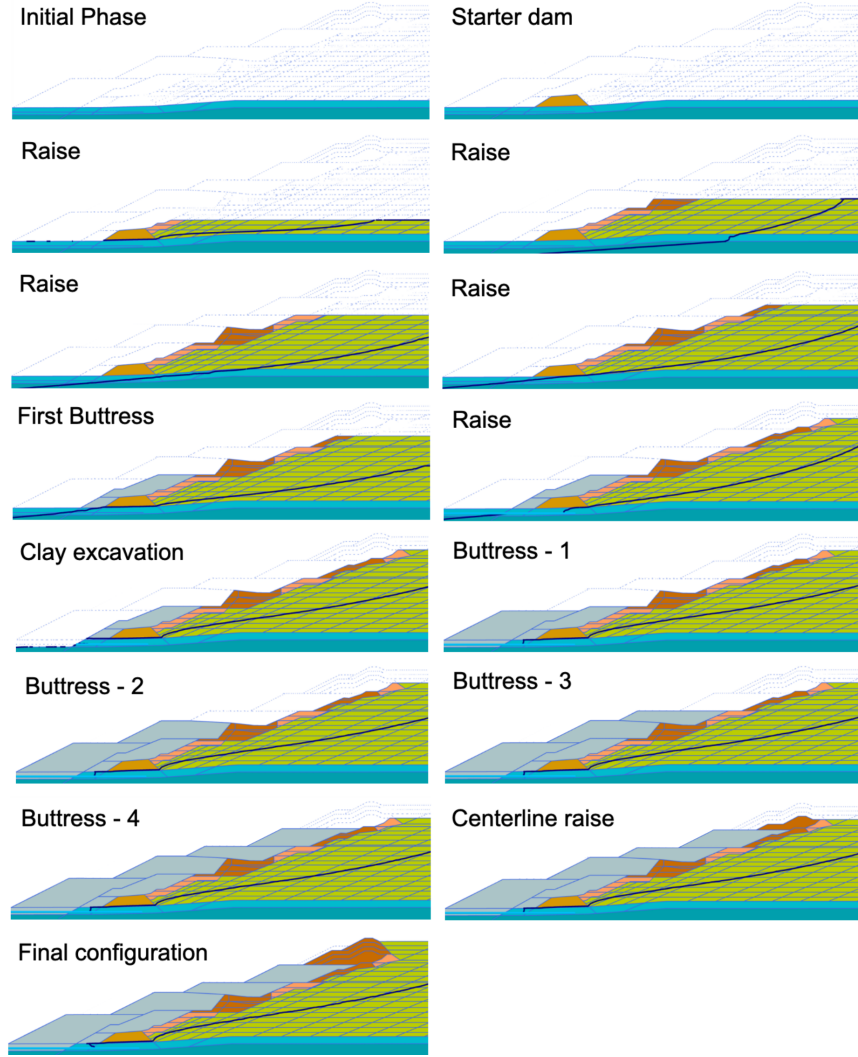 Initial Phase
Starter dam
Raise
Raise
Raise
Raise
First Buttress
Raise
Clay excavation
Buttress - 1
Buttress - 2
Buttress - 3
Buttress - 4
Centerline raise
Final configuration